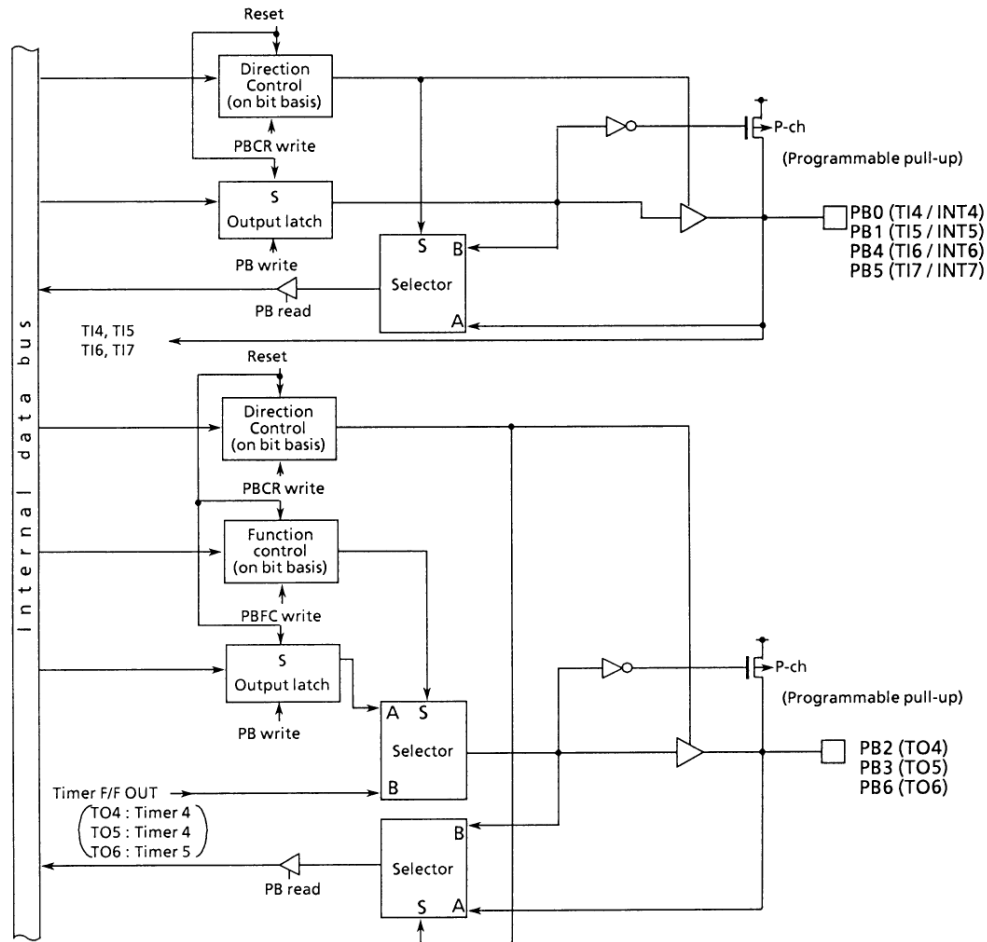 Reset
Direction
Control
(on bit basis)
PBCR write
P-ch
(Programmable pull-up)
S
Output latch
PB write
S
B
Selector
A
PB read
PB0 (TI4 / INT4)
PB1 (TI5 / INT5)
PB4 (TI6 / INT6)
PB5 (TI7 / INT7)
TI4, TI5
TI6, TI7
Internal data bus
Reset
Direction
Control
(on bit basis)
PBCR write
Function
control
(on bit basis)
PBFC write
S
Output latch
PB write
P-ch
(Programmable pull-up)
A S
Selector
B
PB2 (TO4)
PB3 (TO5)
PB6 (TO6)
Timer F/F OUT
(TO4 : Timer 4
TO5 : Timer 4
TO6 : Timer 5)
B
Selector
S A
PB read